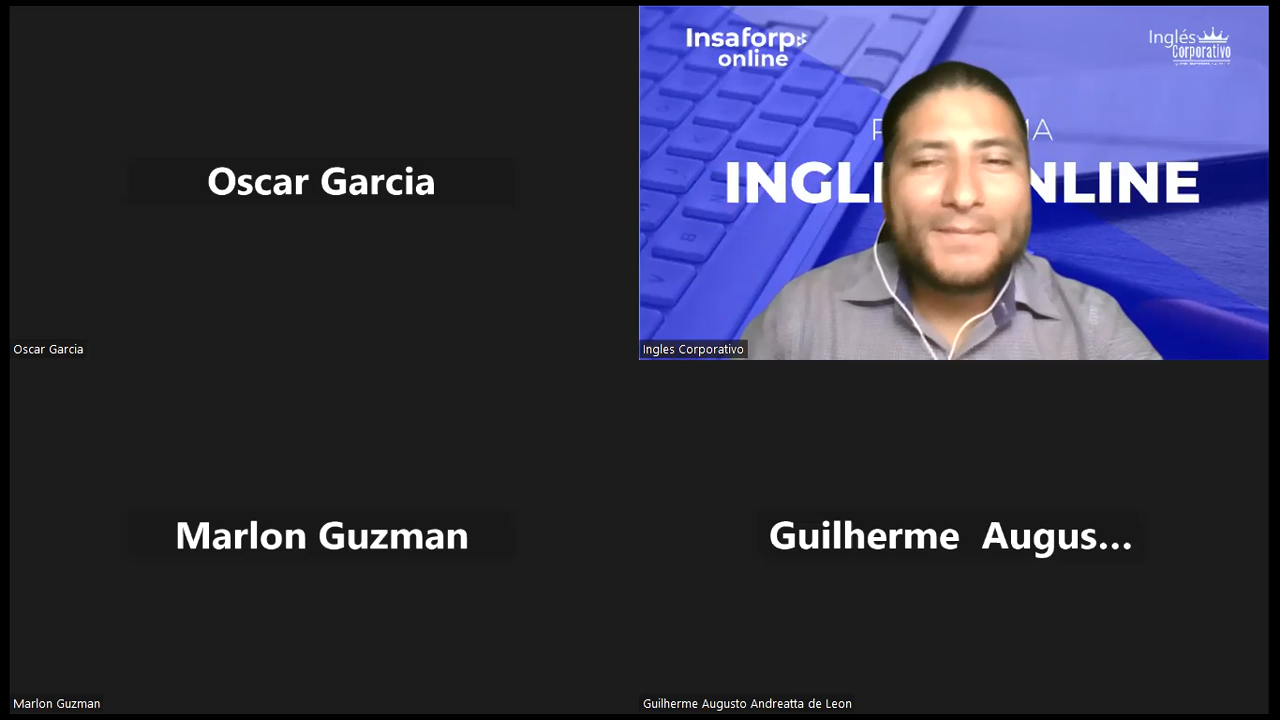 Oscar Garcia
Oscar Garcia
Insaforp
online
Inglés
Corporativo
INGL NLINE
Ingles Corporativo
Marlon Guzman
Marlon Guzman
Guilherme Augus...
Guilherme Augusto Andreatta de Leon